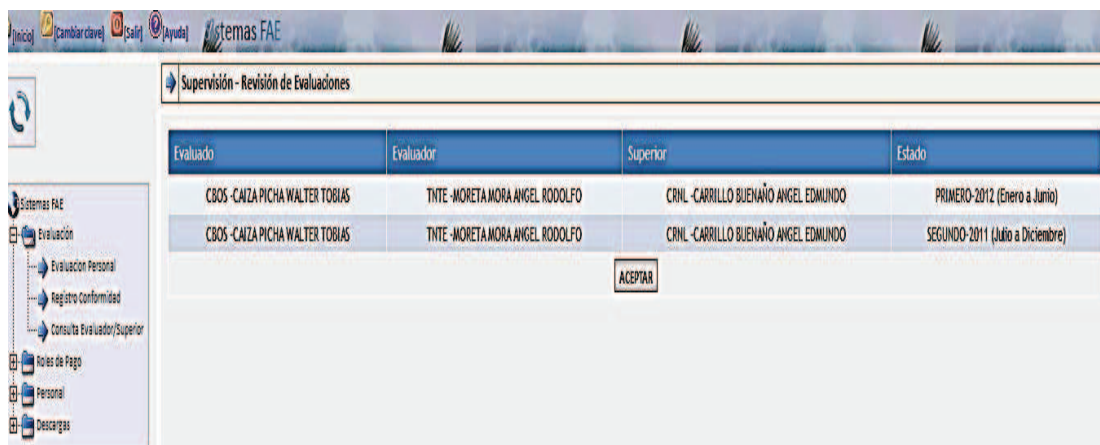 [Inicio] [Cambiar clave] [Salir] [Ayuda] Sistemas FAE
Supervisión - Revisión de Evaluaciones
Evaluado Evaluador Superior Estado
CBOS -CAIZA PICHA WALTER TOBIAS TNTE -MORETA MORA ANGEL RODOLFO CRNL -CARRILLO BUENAÑO ANGEL EDMUNDO PRIMERO-2012 (Enero a Junio)
CBOS -CAIZA PICHA WALTER TOBIAS TNTE -MORETA MORA ANGEL RODOLFO CRNL -CARRILLO BUENAÑO ANGEL EDMUNDO SEGUNDO-2011 (Julio a Diciembre)
ACEPTAR
Sistemas FAE
Evaluación
Evaluacion Personal
Registro Conformidad
Consulta Evaluador/Superior
Roles de Pago
Personal
Descargas